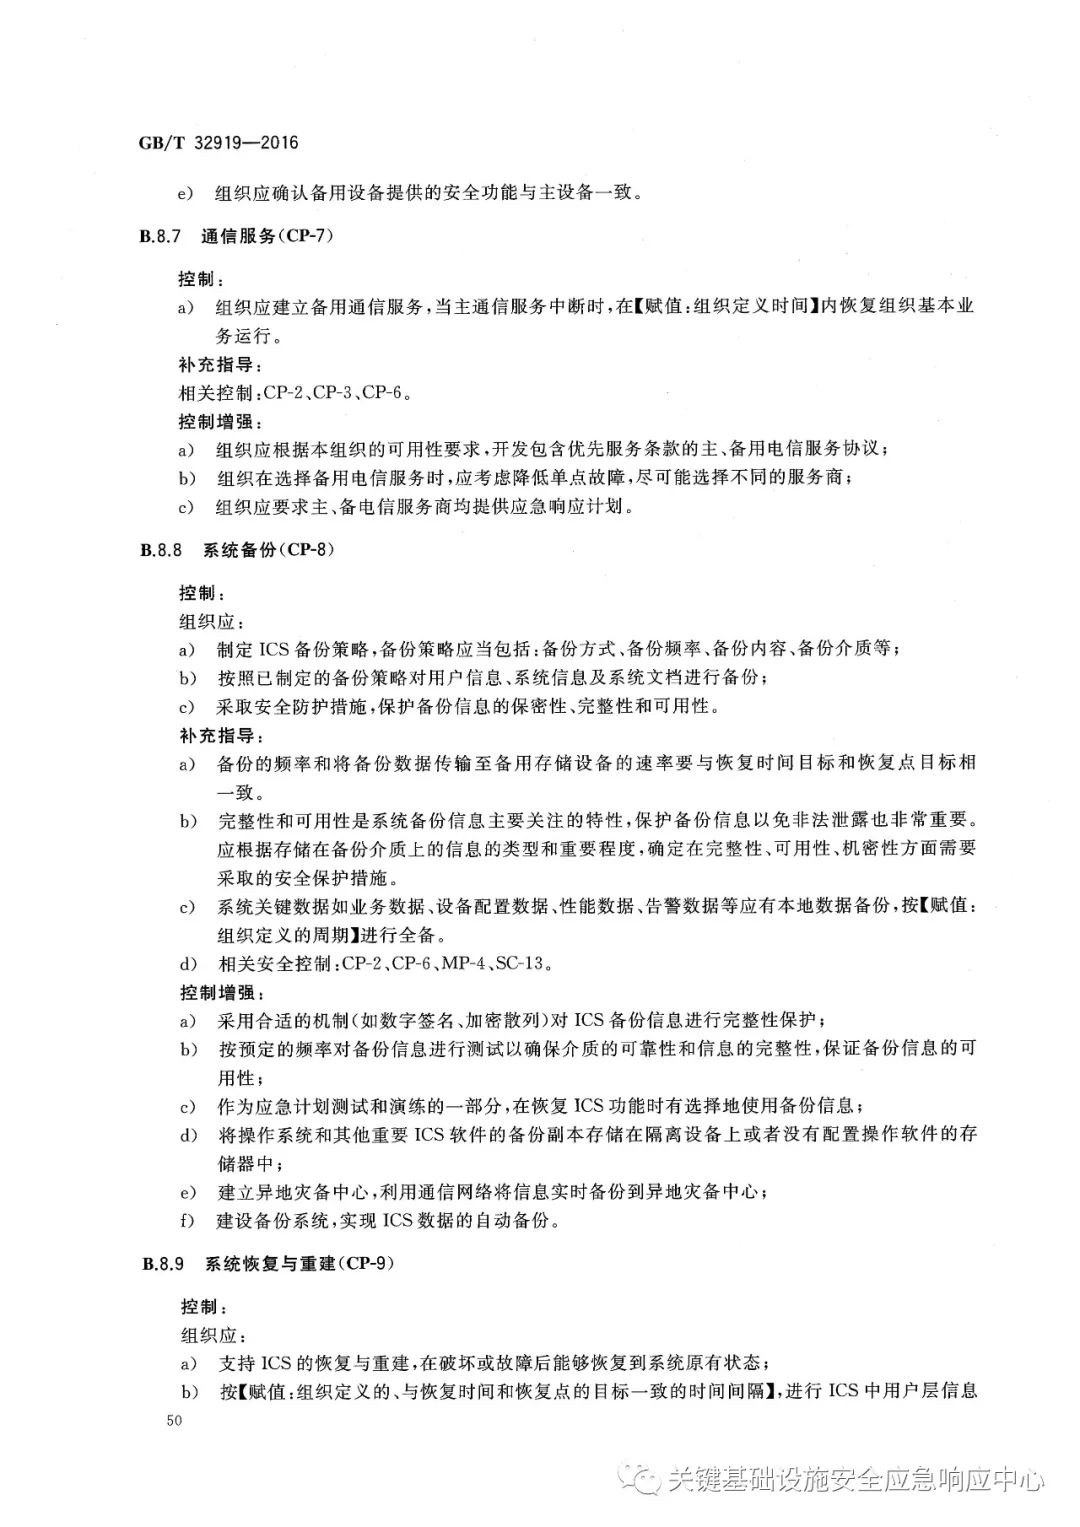 GB/T 32919—2016
e） 组织应确认备用设备提供的安全功能与主设备一致。
B.8.7 通信服务(CP-7)
控制：
a） 组织应建立备用通信服务，当主通信服务中断时，在【赋值：组织定义时间】内恢复组织基本业
务运行。
补充指导：
相关控制：CP-2、CP-3、CP-6。
控制增强：
a） 组织应根据本组织的可用性要求，开发包含优先服务条款的主、备用电信服务协议；
b） 组织在选择备用电信服务时，应考虑降低单点故障，尽可能选择不同的服务商；
c） 组织应要求主、备电信服务商均提供应急响应计划。
B.8.8 系统备份(CP-8)
控制：
组织应：
a） 制定 ICS 备份策略，备份策略应当包括：备份方式、备份频率、备份内容、备份介质等；
b） 按照已制定的备份策略对用户信息、系统信息及系统文档进行备份；
c） 采取安全防护措施，保护备份信息的保密性、完整性和可用性。
补充指导：
a） 备份的频率和将备份数据传输至备用存储设备的速率要与恢复时间目标和恢复点目标相
一致。
b） 完整性和可用性是系统备份信息主要关注的特性，保护备份信息以免非法泄露也非常重要。
应根据存储在备份介质上的信息的类型和重要程度，确定在完整性、可用性、机密性方面需要
采取的安全保护措施。
c） 系统关键数据如业务数据、设备配置数据、性能数据、告警数据等应有本地数据备份，按【赋值：
组织定义的周期】进行全备。
d） 相关安全控制：CP-2、CP-6、MP-4、SC-13。
控制增强：
a） 采用合适的机制(如数字签名、加密散列)对 ICS 备份信息进行完整性保护；
b） 按预定的频率对备份信息进行测试以确保介质的可靠性和信息的完整性，保证备份信息的可
用性；
c） 作为应急计划测试和演练的一部分，在恢复 ICS 功能时有选择地使用备份信息；
d） 将操作系统和其他重要 ICS 软件的备份副本存储在隔离设备上或者没有配置操作软件的存
储器中；
e） 建立异地灾备中心，利用通信网络将信息实时备份到异地灾备中心；
f） 建设备份系统，实现 ICS 数据的自动备份。
B.8.9 系统恢复与重建(CP-9)
控制：
组织应：
a） 支持 ICS 的恢复与重建，在破坏或故障后能够恢复到系统原有状态；
b） 按【赋值：组织定义的、与恢复时间和恢复点的目标一致的时间间隔】，进行 ICS 中用户层信息
50
关键基础设施安全应急响应中心